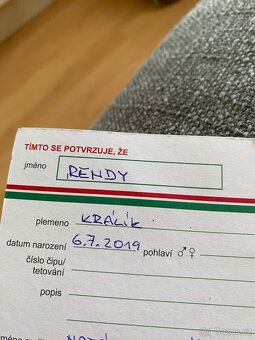 TÍMTO SE POTVRZUJE, ŽE
jméno RENDY
plemeno KRÁLÍK
datum narození 6.7.2019 pohlaví ♂ ♀
číslo čipu/
tetování
popis